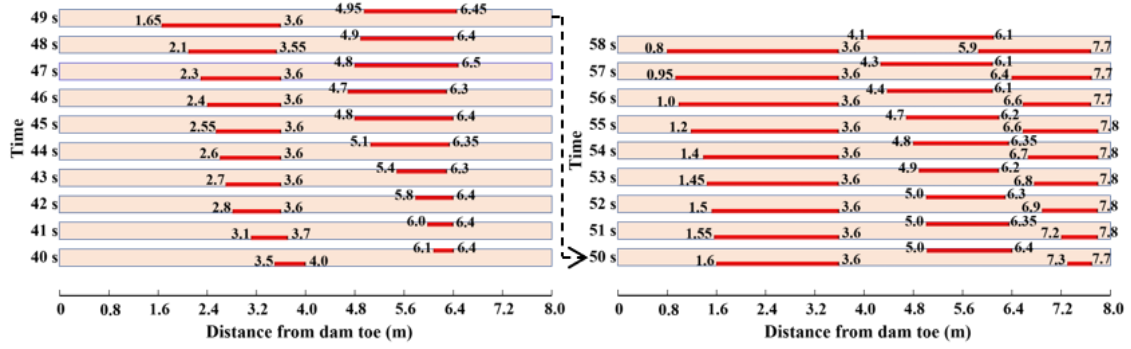 49 s 1.65 3.6 4.95 6.45
48 s 2.1 3.55 4.9 6.4
47 s 2.3 3.6 4.8 6.5
46 s 2.4 3.6 4.7 6.3
45 s 2.55 3.6 4.8 6.4
44 s 2.6 3.6 5.1 6.35
43 s 2.7 3.6 5.4 6.3
42 s 2.8 3.6 5.8 6.4
41 s 3.1 3.7 6.0 6.4
40 s 3.5 4.0 6.1 6.4
Time
0 0.8 1.6 2.4 3.2 4.0 4.8 5.6 6.4 7.2 8.0
Distance from dam toe (m)
58 s 0.8 3.6 4.1 6.1 5.9 7.7
57 s 0.95 3.6 4.3 6.1 6.4 7.7
56 s 1.0 3.6 4.4 6.1 6.6 7.7
55 s 1.2 3.6 4.7 6.2 6.6 7.8
54 s 1.4 3.6 4.8 6.35 6.7 7.8
53 s 1.45 3.6 4.9 6.2 6.8 7.8
52 s 1.5 3.6 5.0 6.3 6.9 7.8
51 s 1.55 3.6 5.0 6.35 7.2 7.8
50 s 1.6 3.6 5.0 6.4 7.3 7.7
Time
0 0.8 1.6 2.4 3.2 4.0 4.8 5.6 6.4 7.2 8.0
Distance from dam toe (m)